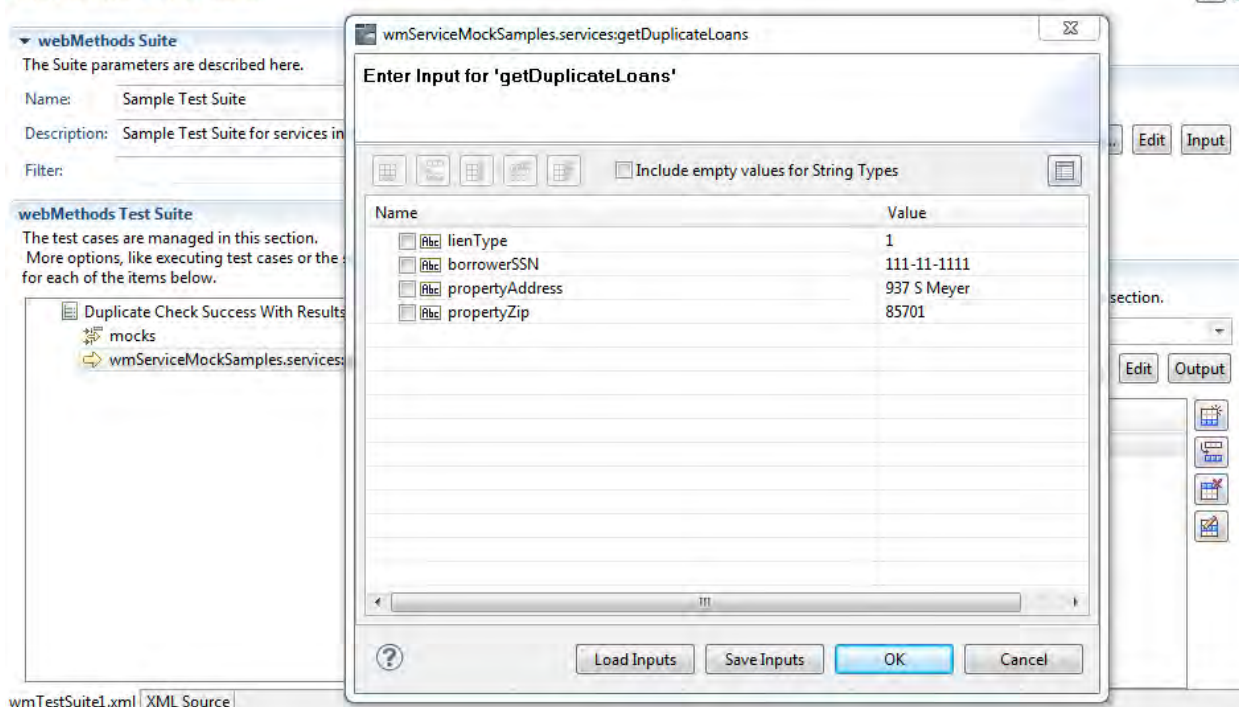 webMethods Suite
The Suite parameters are described here.
Name: Sample Test Suite
Description: Sample Test Suite for services in
Filter:
webMethods Test Suite
The test cases are managed in this section.
More options, like executing test cases or the
for each of the items below.
Duplicate Check Success With Results
mocks
wmServiceMockSamples.services:
wmTestSuite1.xml XML Source
wmServiceMockSamples.services:getDuplicateLoans
Enter Input for 'getDuplicateLoans'
Include empty values for String Types
Name Value
Abc lienType 1
Abc borrowerSSN 111-11-1111
Abc propertyAddress 937 S Meyer
Abc propertyZip 85701
Load Inputs Save Inputs OK Cancel
Edit Input
section.
Edit Output